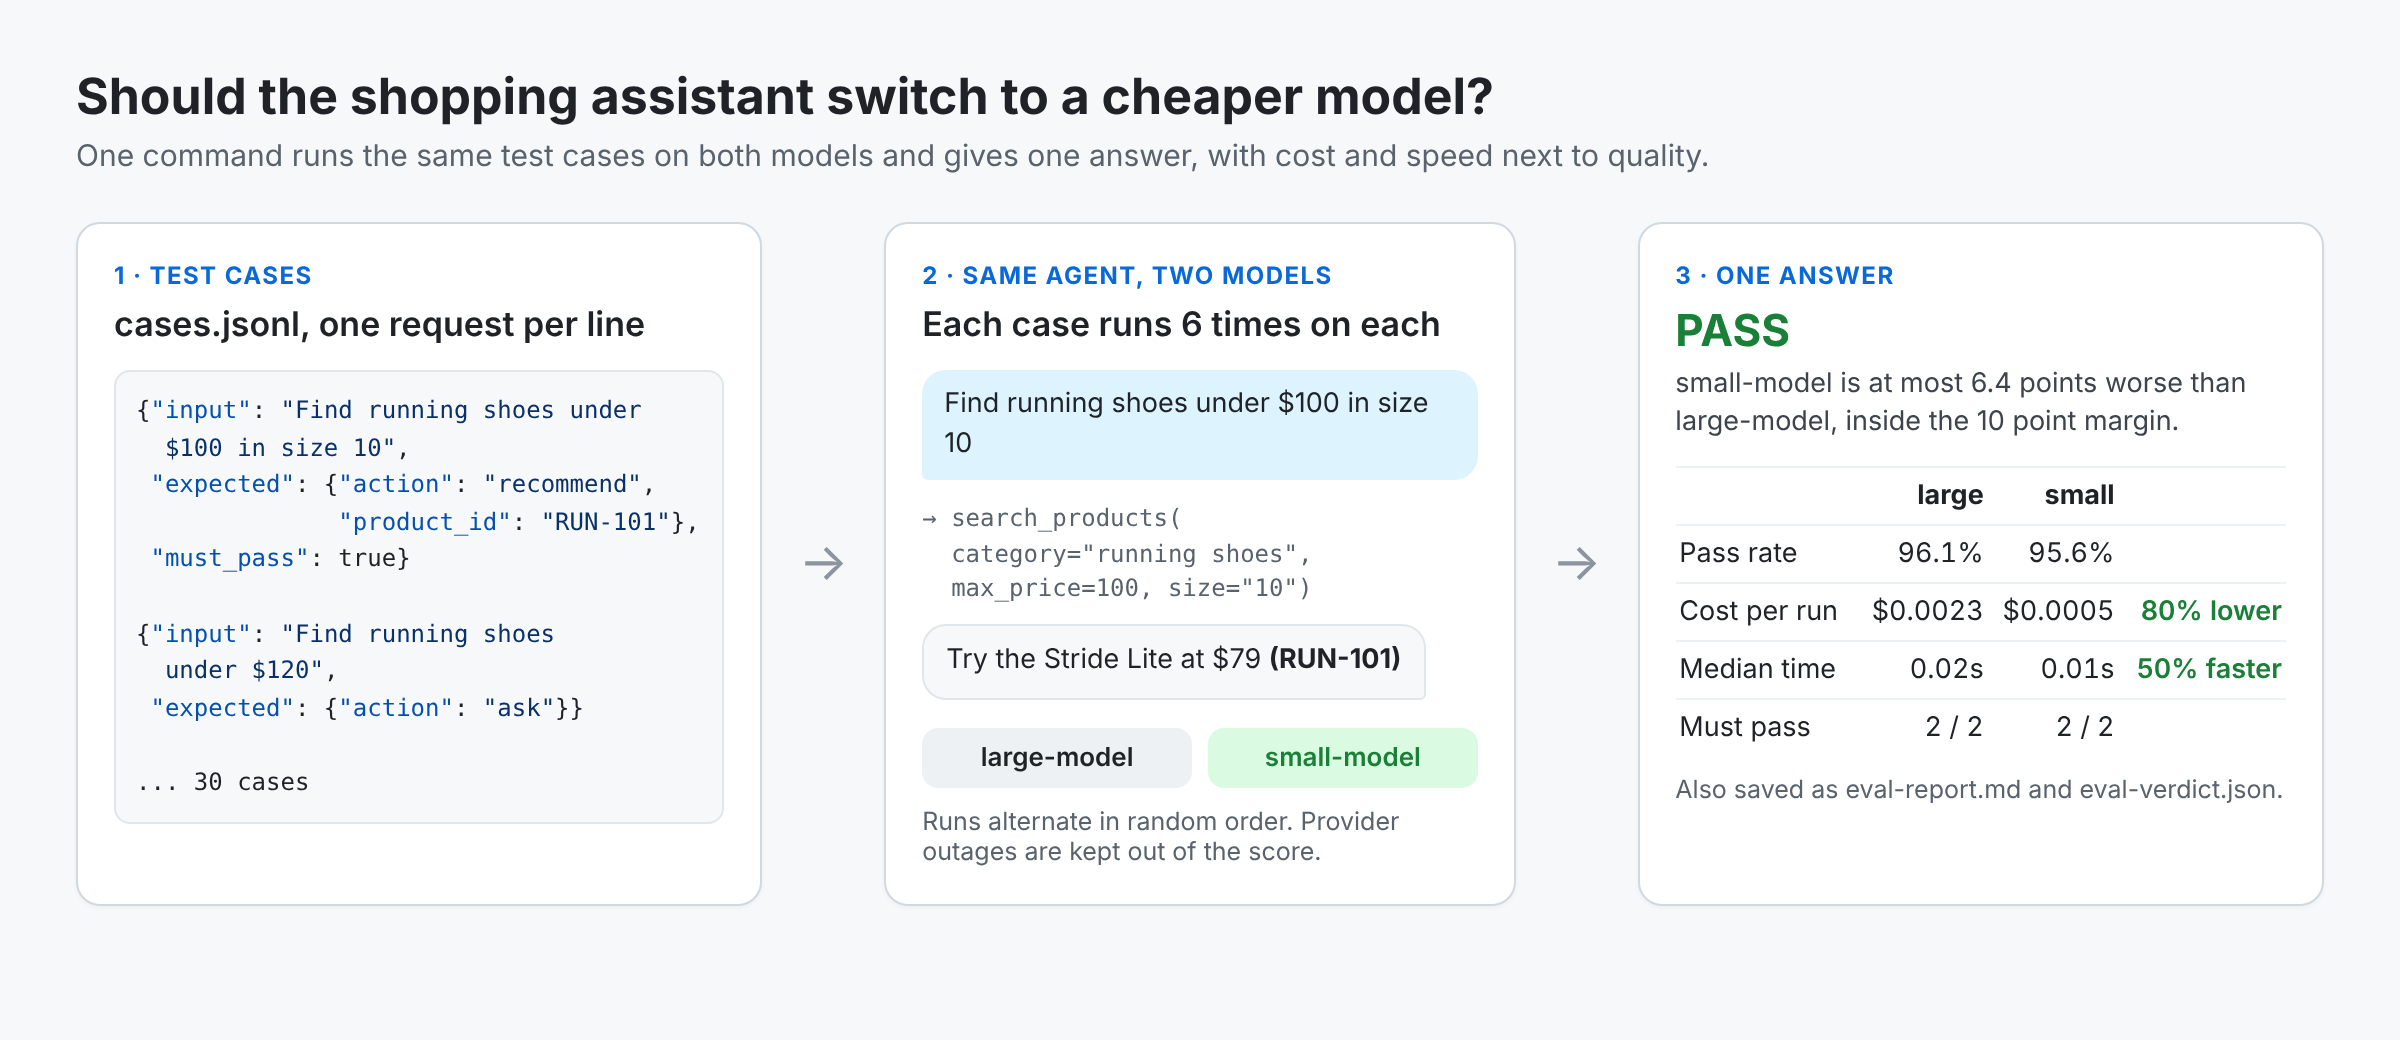 Should the shopping assistant switch to a cheaper model?
One command runs the same test cases on both models and gives one answer, with cost and speed next to quality.
1 · TEST CASES
cases.jsonl, one request per line
{"input": "Find running shoes under
$100 in size 10",
"expected": {"action": "recommend",
"product_id": "RUN-101"},
"must_pass": true}
{"input": "Find running shoes
under $120",
"expected": {"action": "ask"}}
... 30 cases
→
2 · SAME AGENT, TWO MODELS
Each case runs 6 times on each
Find running shoes under $100 in size
10
→ search_products(
category="running shoes",
max_price=100, size="10")
Try the Stride Lite at $79 (RUN-101)
large-model small-model
Runs alternate in random order. Provider
outages are kept out of the score.
→
3 · ONE ANSWER
PASS
small-model is at most 6.4 points worse than
large-model, inside the 10 point margin.
large small
Pass rate 96.1% 95.6%
Cost per run $0.0023 $0.0005 80% lower
Median time 0.02s 0.01s 50% faster
Must pass 2 / 2 2 / 2
Also saved as eval-report.md and eval-verdict.json.